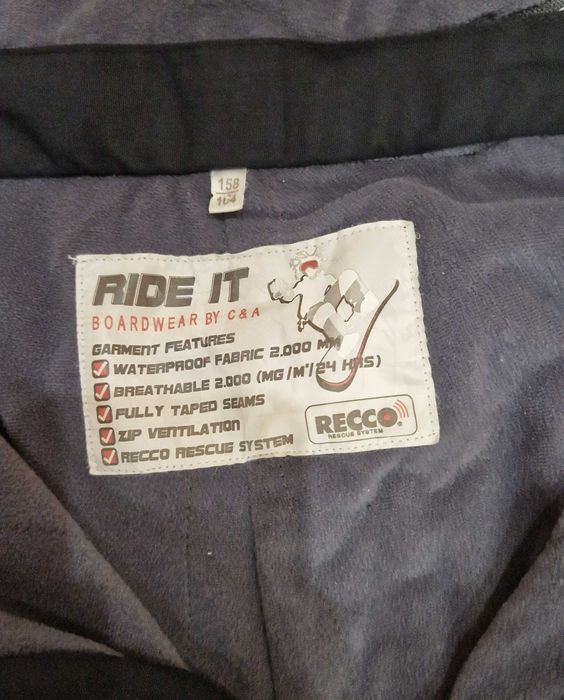 158
164
RIDE IT
BOARDWEAR BY C & A
GARMENT FEATURES
WATERPROOF FABRIC 2.000 MM
BREATHABLE 2.000 (MG/M²/24 HRS)
FULLY TAPED SEAMS
ZIP VENTILATION
RECCO RESCUE SYSTEM
RECCO®
RESCUE SYSTEM